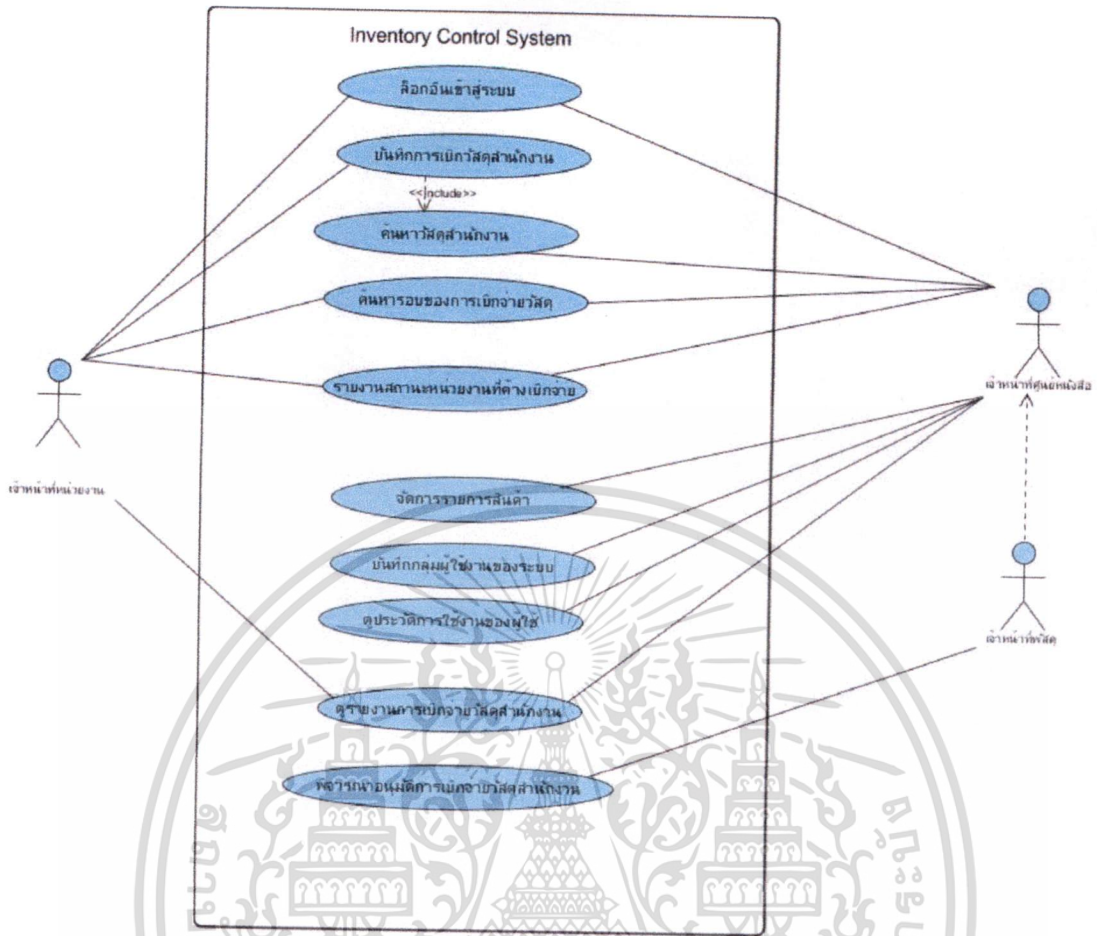 Inventory Control System
ล็อกอินเข้าสู่ระบบ
บันทึกการเบิกวัสดุสำนักงาน
<<Include>>
ค้นหาวัสดุสำนักงาน
ค้นหารอบของการเบิกจ่ายวัสดุ
รายงานสถานะหน่วยงานที่ค้างเบิกจ่าย
เจ้าหน้าที่ศูนย์หนังสือ
เจ้าหน้าที่หน่วยงาน
จัดการรายการสินค้า
บันทึกกลุ่มผู้ใช้งานของระบบ
ดูประวัติการใช้งานของผู้ใช้
เจ้าหน้าที่พัสดุ
ดูรายงานการเบิกจ่ายวัสดุสำนักงาน
พิจารณาอนุมัติการเบิกจ่ายวัสดุสำนักงาน